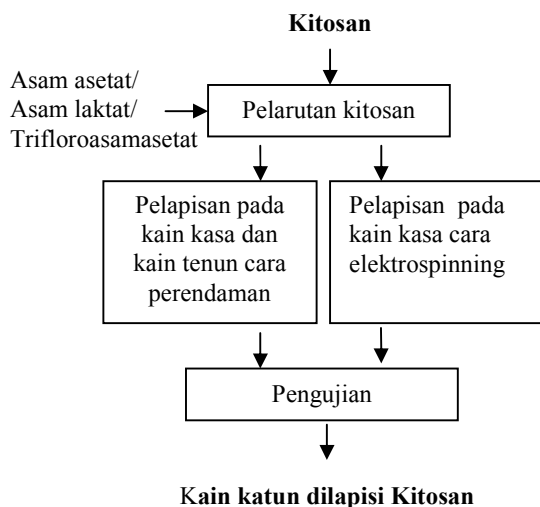 Kitosan
Asam asetat/
Asam laktat/
Trifloroasamasetat
Pelarutan kitosan
Pelapisan pada
kain kasa dan
kain tenun cara
perendaman
Pelapisan pada
kain kasa cara
elektrospinning
Pengujian
Kain katun dilapisi Kitosan